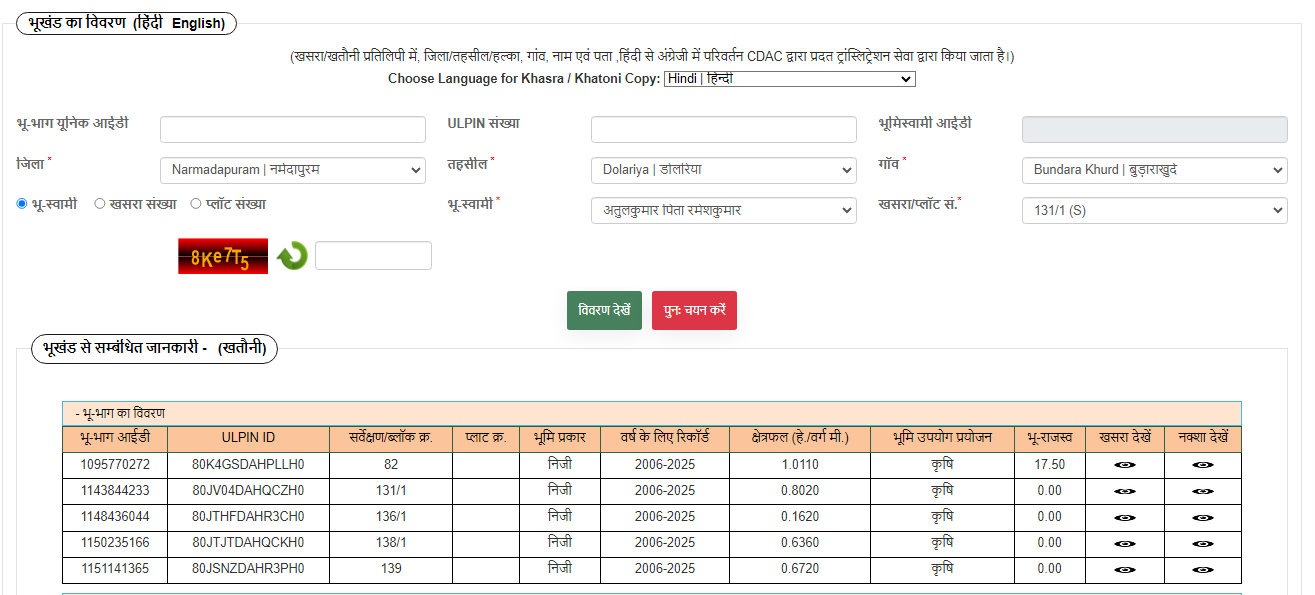 भूखंड का विवरण (हिंदी English)
(खसरा/खतौनी प्रतिलिपी में, जिला/तहसील/हल्का, गांव, नाम एवं पता ,हिंदी से अंग्रेजी में परिवर्तन CDAC द्वारा प्रदत ट्रांस्लिट्रेशन सेवा द्वारा किया जाता है।)
Choose Language for Khasra / Khatoni Copy: Hindi | हिन्दी
भू-भाग यूनिक आईडी ULPIN संख्या भूमिस्वामी आईडी
जिला * Narmadapuram | नर्मदापुरम तहसील * Dolariya | डोलरिया गॉव * Bundara Khurd | बुड़ाराखुर्द
भू-स्वामी खसरा संख्या प्लॉट संख्या भू-स्वामी * अतुलकुमार पिता रमेशकुमार खसरा/प्लॉट सं.* 131/1 (S)
8Ke7T5
विवरण देखें पुनः चयन करें
भूखंड से सम्बंधित जानकारी - (खतौनी)
- भू-भाग का विवरण
भू-भाग आईडी ULPIN ID सर्वेक्षण/ब्लॉक क्र. प्लाट क्र. भूमि प्रकार वर्ष के लिए रिकॉर्ड क्षेत्रफल (हे./वर्ग मी.) भूमि उपयोग प्रयोजन भू-राजस्व खसरा देखें नक्शा देखें
1095770272 80K4GSDAHPLLH0 82 निजी 2006-2025 1.0110 कृषि 17.50
1143844233 80JV04DAHQCZH0 131/1 निजी 2006-2025 0.8020 कृषि 0.00
1148436044 80JTHFDAHR3CH0 136/1 निजी 2006-2025 0.1620 कृषि 0.00
1150235166 80JTJTDAHQCKH0 138/1 निजी 2006-2025 0.6360 कृषि 0.00
1151141365 80JSNZDAHR3PH0 139 निजी 2006-2025 0.6720 कृषि 0.00